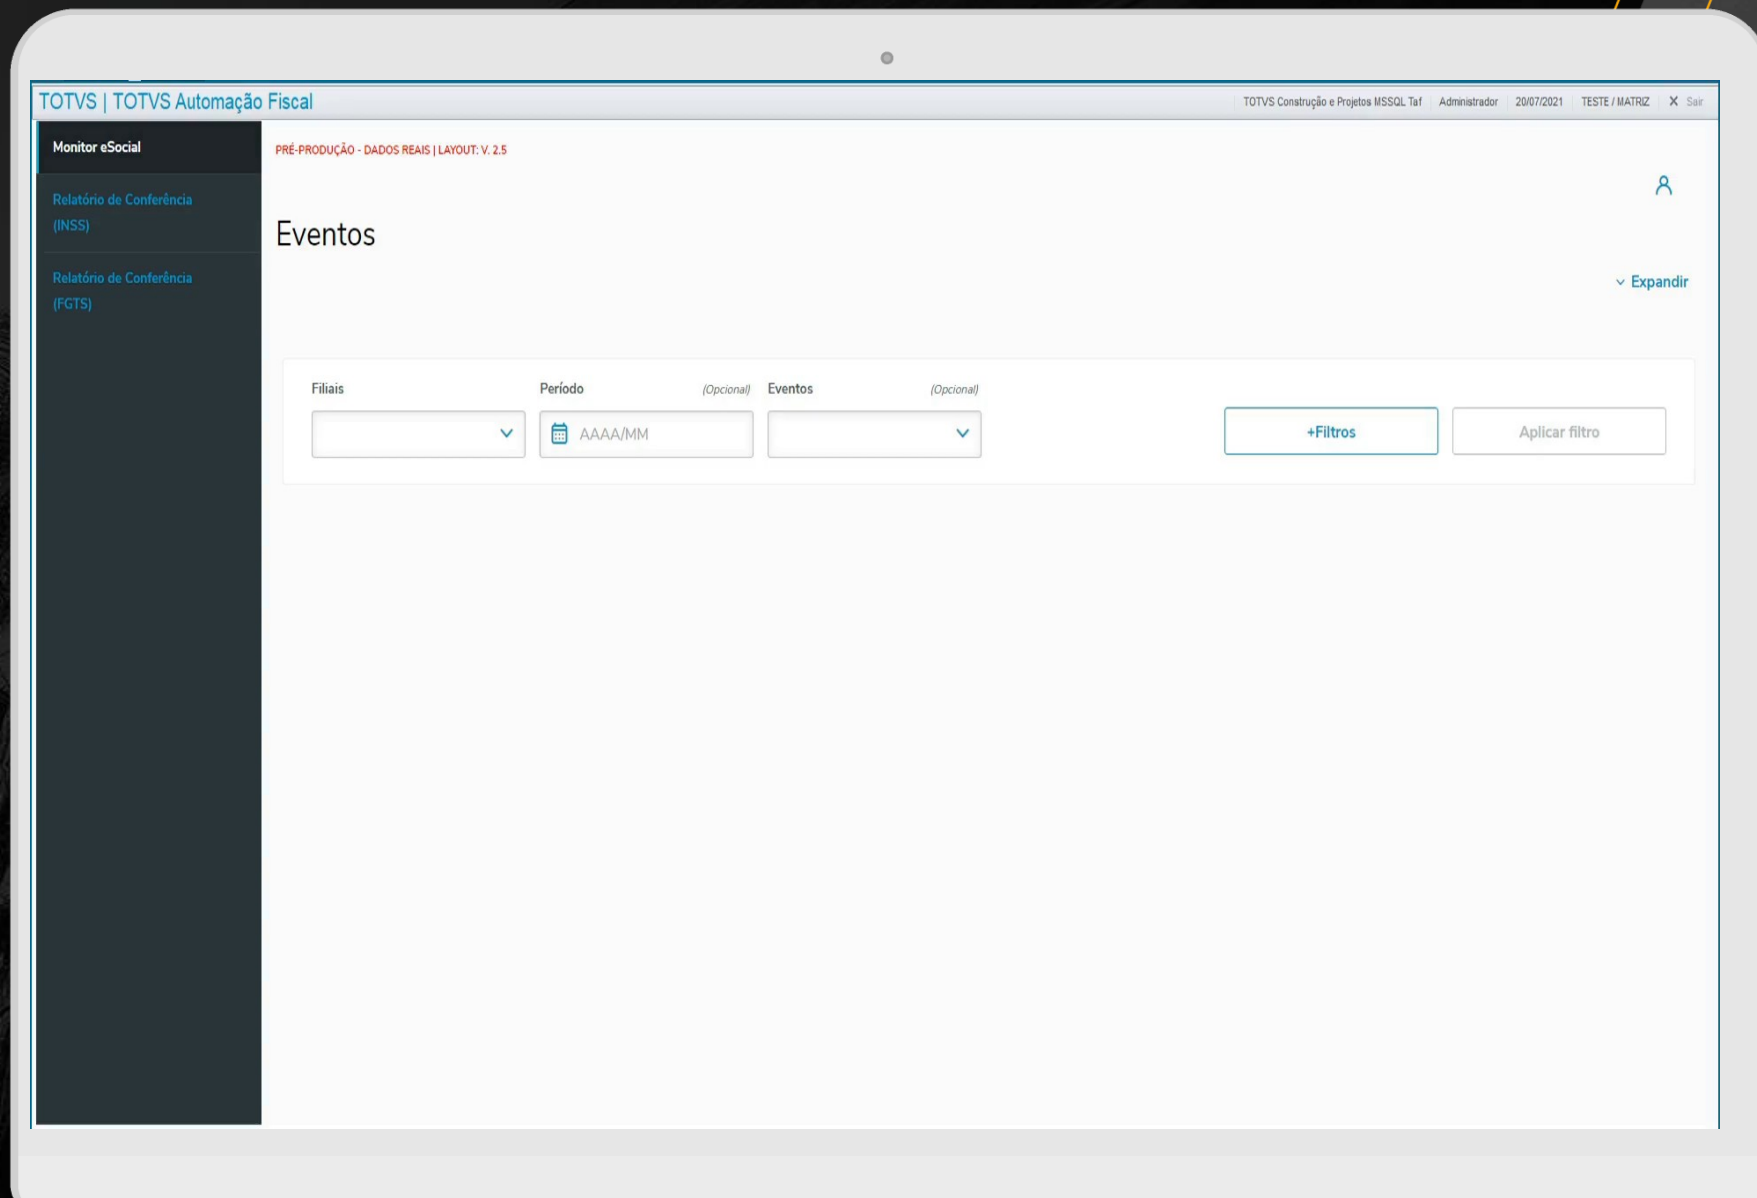 TOTVS | TOTVS Automação Fiscal
TOTVS Construção e Projetos MSSQL Taf Administrador 20/07/2021 TESTE / MATRIZ X Sair
Monitor eSocial
Relatório de Conferência
(INSS)
Relatório de Conferência
(FGTS)
PRÉ-PRODUÇÃO - DADOS REAIS | LAYOUT: V. 2.5
Eventos
Expandir
Filiais Período (Opcional) Eventos (Opcional)
AAAA/MM
+Filtros Aplicar filtro